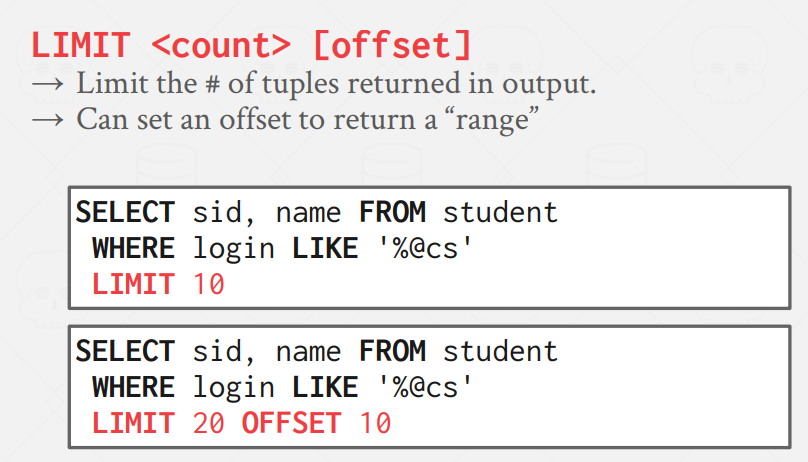 LIMIT <count> [offset]
→ Limit the # of tuples returned in output.
→ Can set an offset to return a “range”
SELECT sid, name FROM student
WHERE login LIKE '%@cs'
LIMIT 10
SELECT sid, name FROM student
WHERE login LIKE '%@cs'
LIMIT 20 OFFSET 10